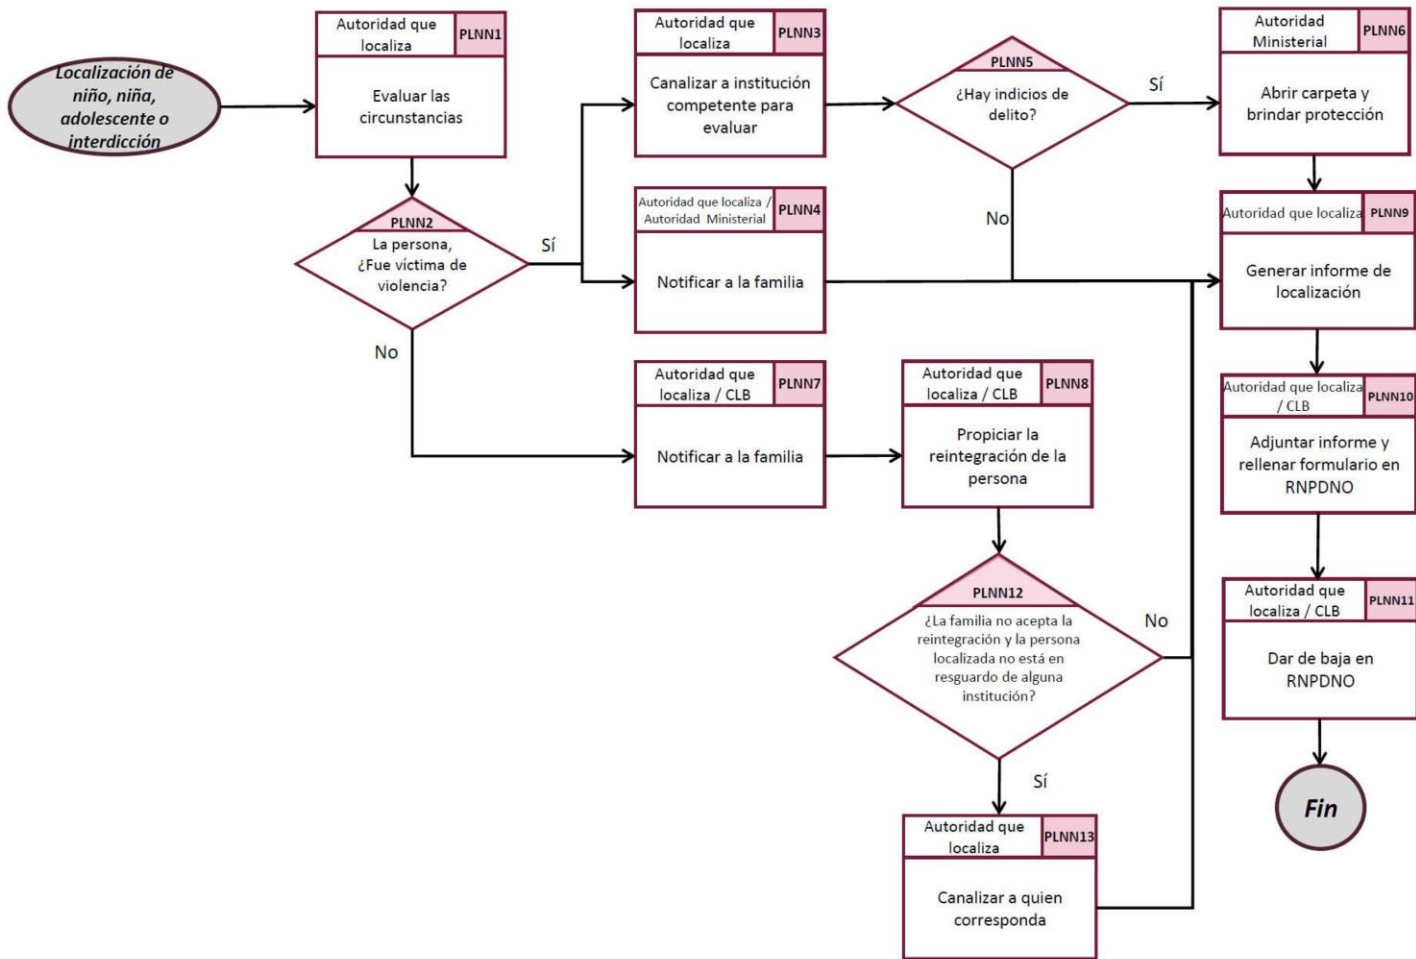 Localización de
niño, niña,
adolescente o
interdicción
Autoridad que
localiza
PLNN1
Evaluar las
circunstancias
PLNN2
La persona,
¿Fue víctima de
violencia?
Sí
No
Autoridad que
localiza
PLNN3
Canalizar a institución
competente para
evaluar
Autoridad que localiza /
Autoridad Ministerial
PLNN4
Notificar a la familia
PLNN5
¿Hay indicios de
delito?
Sí
No
Autoridad
Ministerial
PLNN6
Abrir carpeta y
brindar protección
Autoridad que
localiza / CLB
PLNN7
Notificar a la familia
Autoridad que
localiza / CLB
PLNN8
Propiciar la
reintegración de la
persona
PLNN12
¿La familia no acepta la
reintegración y la persona
localizada no está en
resguardo de alguna
institución?
No
Sí
Autoridad que
localiza
PLNN13
Canalizar a quien
corresponda
Autoridad que localiza
PLNN9
Generar informe de
localización
Autoridad que localiza
/ CLB
PLNN10
Adjuntar informe y
rellenar formulario en
RNPDNO
Autoridad que
localiza / CLB
PLNN11
Dar de baja en
RNPDNO
Fin